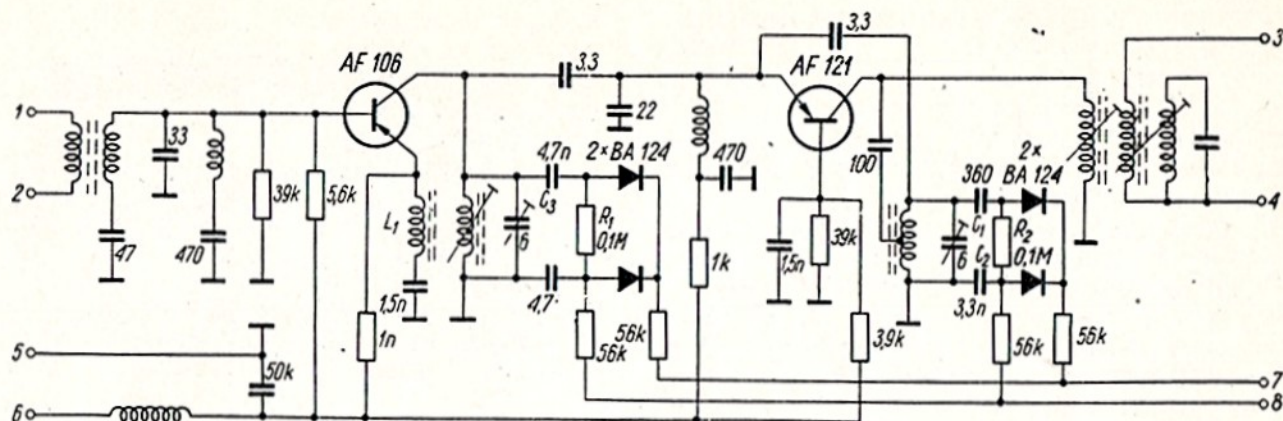 3,3
3
AF 106
AF 121
3,3
1
33
22
2
39k
5,6k
4,7n
2×BA 124
C3
R1
0,1M
470
100
360
2×
BA 124
C1
R2
0,1M
4
47
470
L1
7
6
4,7
1k
1,5n
39k
7
6
C2
3,3n
1,5n
1n
56k
56k
3,9k
56k
56k
5
50k
7
6
8